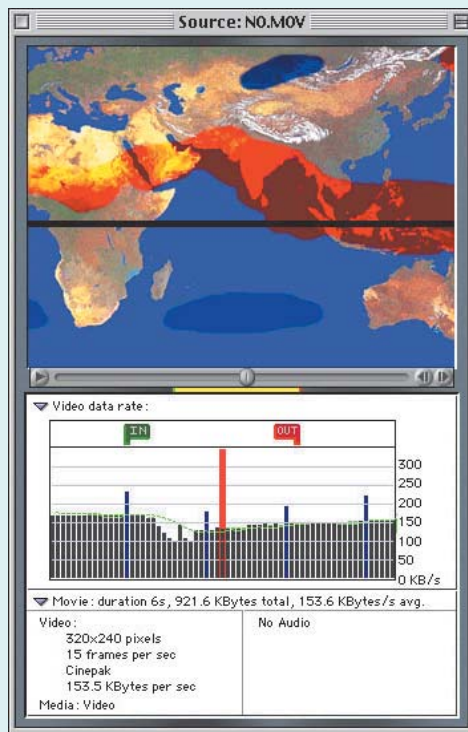 Source: NO.MOV
Video data rate:
IN
OUT
300
250
200
150
100
50
0 KB/s
Movie: duration 6s, 921.6 KBytes total, 153.6 KBytes/s avg.
Video:
320x240 pixels
15 frames per sec
Cinepak
153.5 KBytes per sec
Media: Video
No Audio